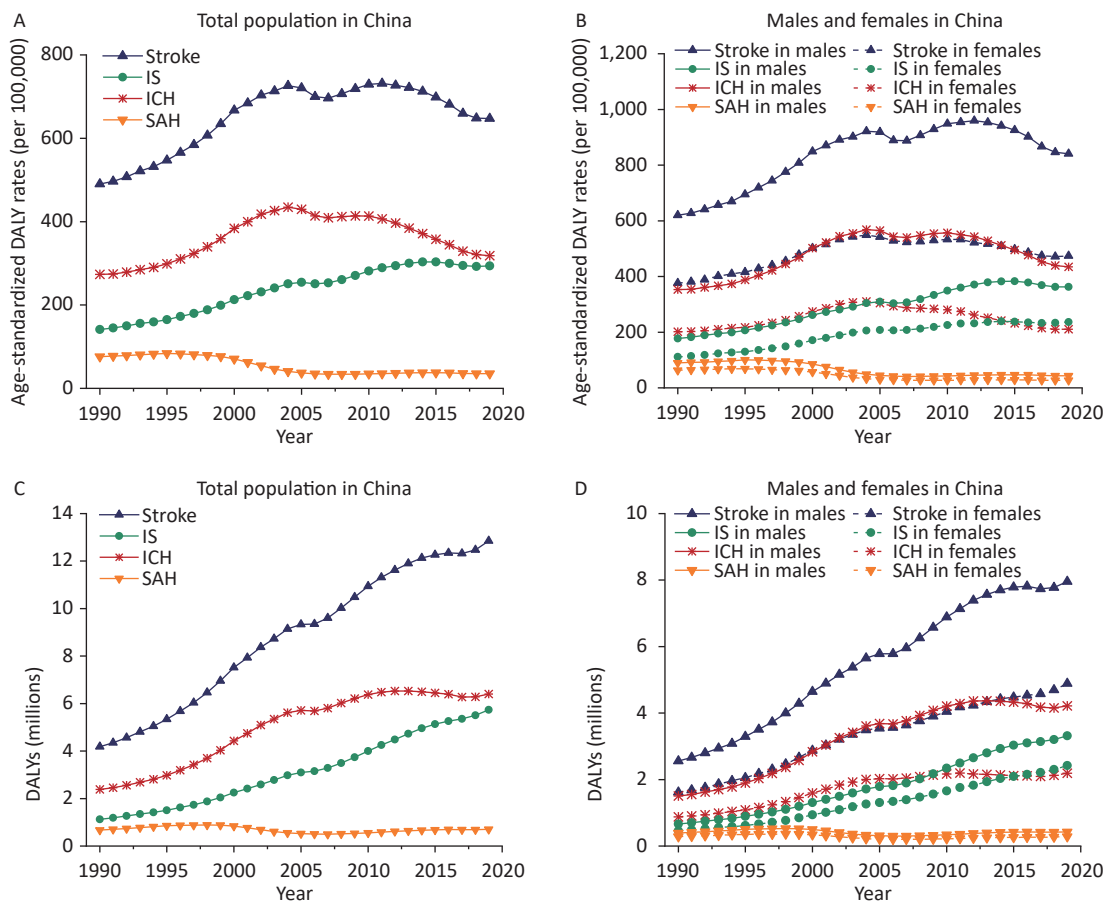 A
Total population in China
Age-standardized DALY rates (per 100,000)
800
600
400
200
0
Stroke
IS
ICH
SAH
1990 1995 2000 2005 2010 2015 2020
Year
B
Males and females in China
Age-standardized DALY rates (per 100,000)
1,200
1,000
800
600
400
200
0
Stroke in males Stroke in females
IS in males IS in females
ICH in males ICH in females
SAH in males SAH in females
1990 1995 2000 2005 2010 2015 2020
Year
C
Total population in China
DALYs (millions)
14
12
10
8
6
4
2
0
Stroke
IS
ICH
SAH
1990 1995 2000 2005 2010 2015 2020
Year
D
Males and females in China
DALYs (millions)
10
8
6
4
2
0
Stroke in males Stroke in females
IS in males IS in females
ICH in males ICH in females
SAH in males SAH in females
1990 1995 2000 2005 2010 2015 2020
Year